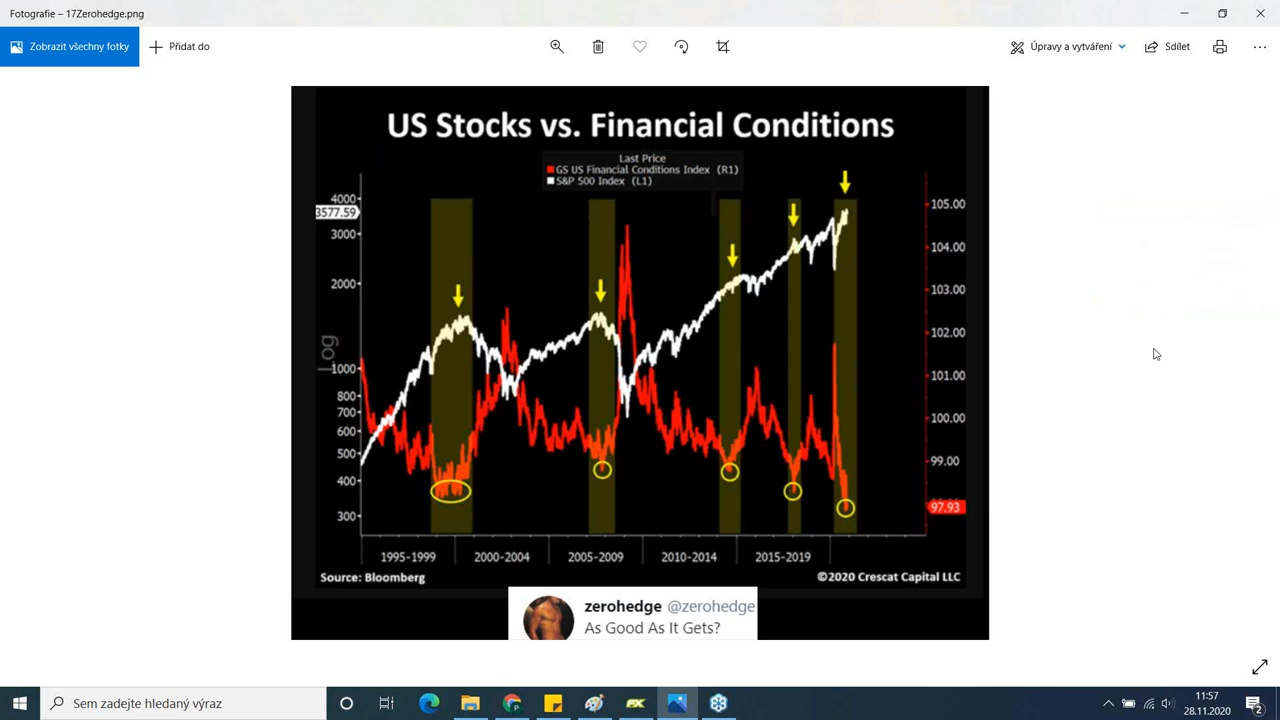 Fotografie – 17Zerohedge.png
Zobrazit všechny fotky
Přidat do
Úpravy a vytváření
Sdílet
US Stocks vs. Financial Conditions
Last Price
GS US Financial Conditions Index (R1)
S&P 500 Index (L1)
4000
3577.59
3000
2000
Log
1000
800
700
600
500
400
300
105.00
104.00
103.00
102.00
101.00
100.00
99.00
97.93
1995-1999
2000-2004
2005-2009
2010-2014
2015-2019
Source: Bloomberg
©2020 Crescat Capital LLC
zerohedge @zerohedge
As Good As It Gets?
Sem zadejte hledaný výraz
FX
11:57
28.11.2020
2